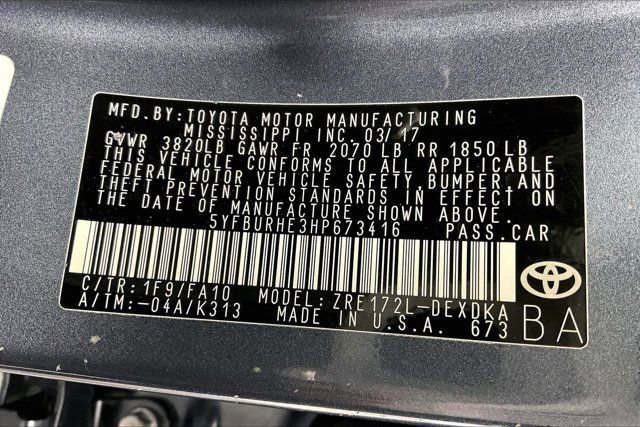 MFD. BY: TOYOTA MOTOR MANUFACTURING
MISSISSIPPI INC. 03/17
GVWR 3820LB GAWR FR 2070 LB, RR 1850 LB
THIS VEHICLE CONFORMS TO ALL APPLICABLE
FEDERAL MOTOR VEHICLE SAFETY, BUMPER, AND
THEFT PREVENTION STANDARDS IN EFFECT ON
THE DATE OF MANUFACTURE SHOWN ABOVE.
5YFBURHE3HP673416 PASS. CAR
C/TR: 1F9/FA10 MODEL: ZRE172L-DEXDKA
A/TM: -04A/K313 MADE IN U.S.A. 673
BA